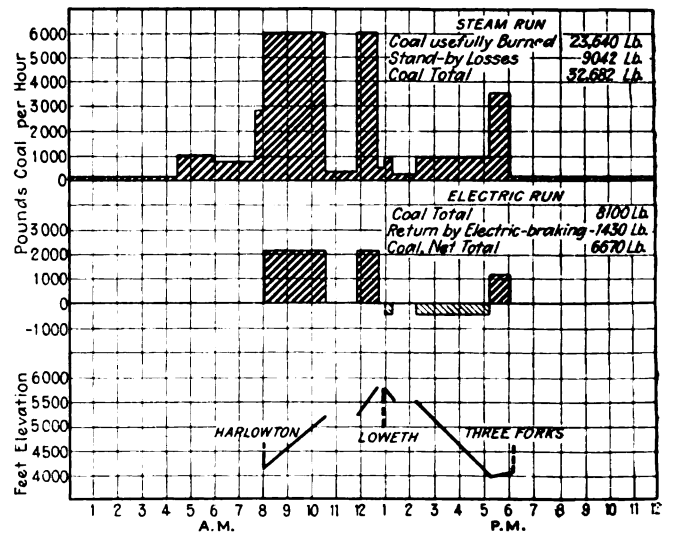 STEAM RUN
Coal usefully Burned 23,640 Lb.
Stand-by Losses 9042 Lb.
Coal Total 32,682 Lb.
6000
5000
4000
3000
2000
1000
0
Pounds Coal per Hour
ELECTRIC RUN
Coal Total 8100 Lb.
Return by Electric-braking -1430 Lb.
Coal, Net Total 6670 Lb.
3000
2000
1000
0
-1000
Feet Elevation
6000
5500
5000
4500
4000
HARLOWTON
LOWETH
THREE FORKS
1 2 3 4 5 6 7 8 9 10 11 12 1 2 3 4 5 6 7 8 9 10 11 12
A.M. P.M.